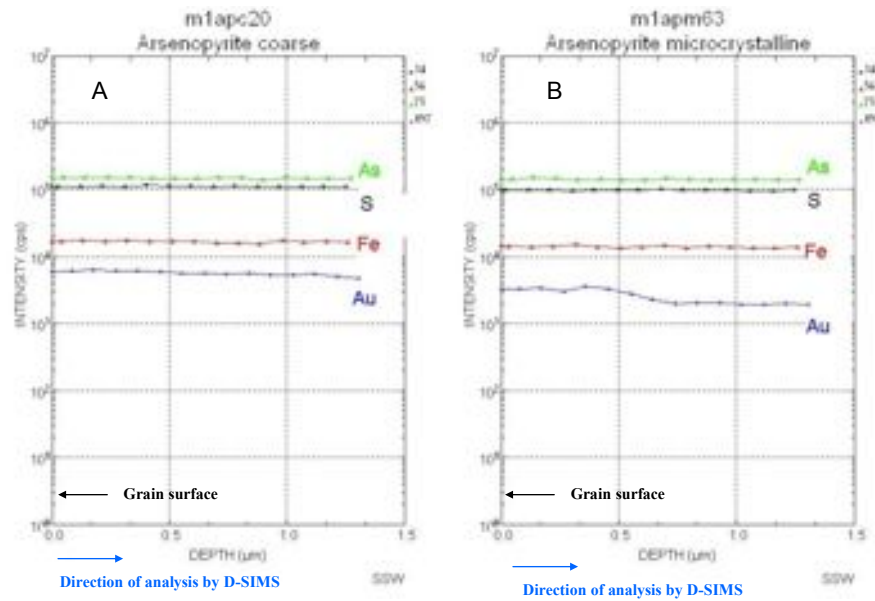 m1apc20
Arsenopyrite coarse
A
As
S
Fe
Au
INTENSITY (cps)
Grain surface
0.0 0.5 1.0 1.5
DEPTH (µm)
Direction of analysis by D-SIMS
SSW
m1apm63
Arsenopyrite microcrystalline
B
As
S
Fe
Au
INTENSITY (cps)
Grain surface
0.0 0.5 1.0 1.5
DEPTH (µm)
Direction of analysis by D-SIMS
SSW